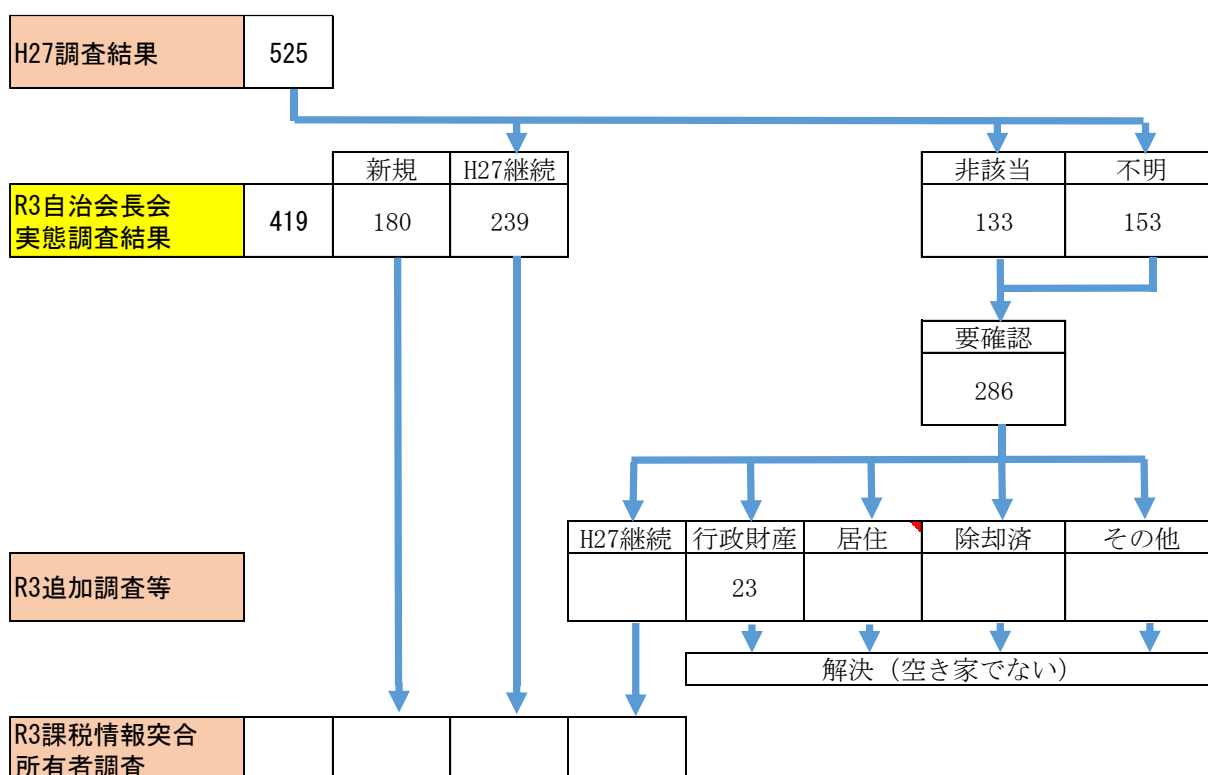 H27調査結果
525
新規
H27継続
非該当
不明
R3自治会長会
実態調査結果
419
180
239
133
153
要確認
286
H27継続
行政財産
居住
除却済
その他
R3追加調査等
23
解決（空き家でない）
R3課税情報突合
所有者調査